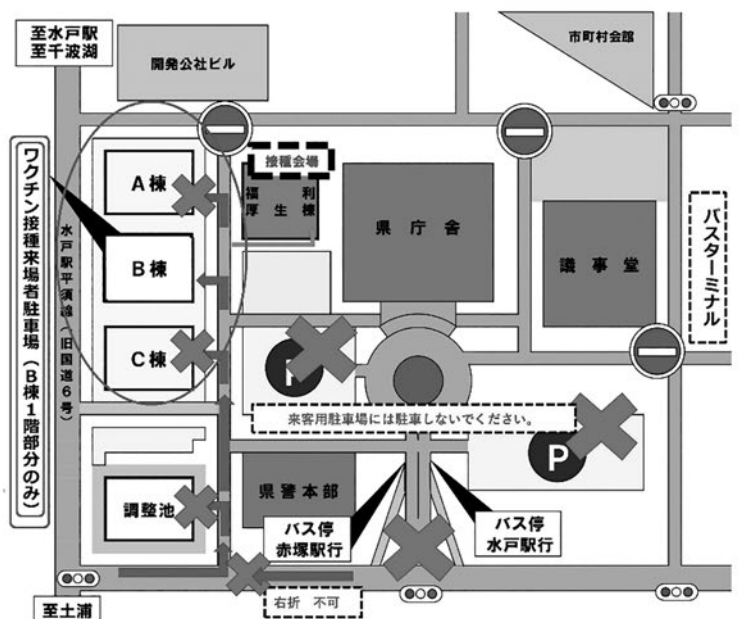 至水戸駅
至千波湖
開発公社ビル
市町村会館
ワクチン接種来場者駐車場（B棟1階部分のみ）
水戸駅平須線（旧国道6号）
A棟
B棟
C棟
調整池
接種会場
福利
厚生棟
県庁舎
議事堂
バスターミナル
P
来客用駐車場には駐車しないでください。
P
県警本部
バス停
赤塚駅行
バス停
水戸駅行
右折 不可
至土浦